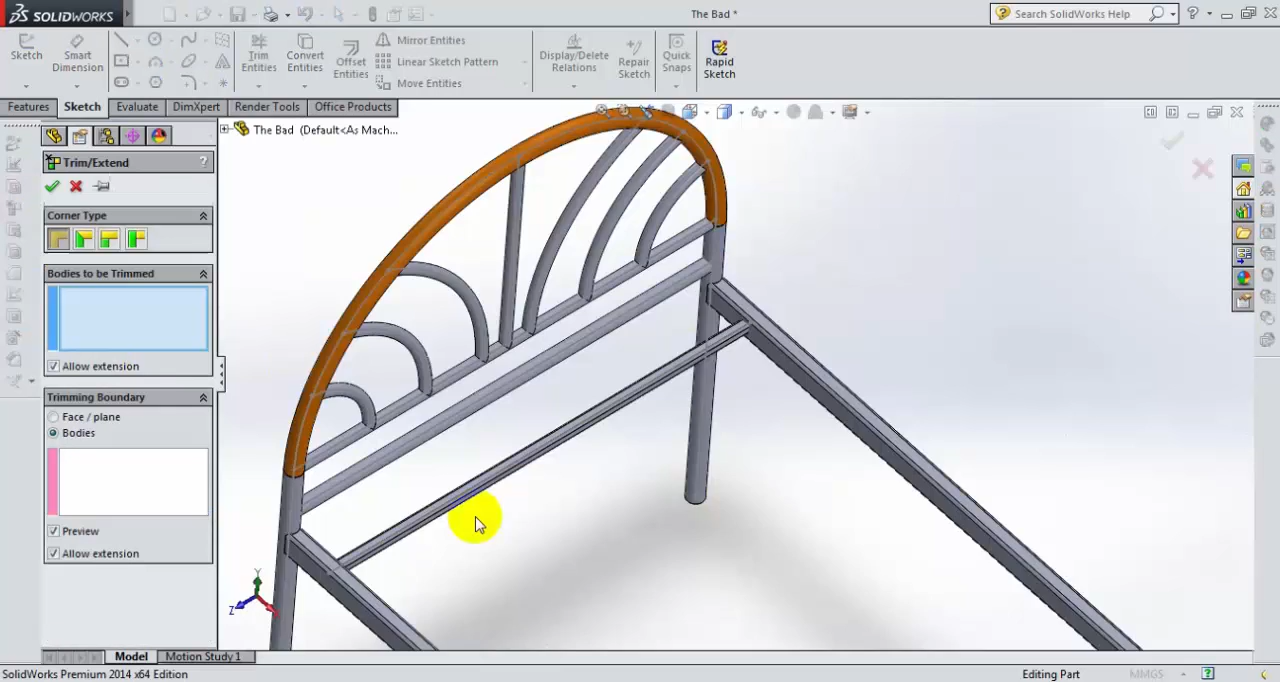 SOLIDWORKS
The Bad *
Search SolidWorks Help
Sketch
Smart Dimension
Trim Entities
Convert Entities
Offset Entities
Mirror Entities
Linear Sketch Pattern
Move Entities
Display/Delete Relations
Repair Sketch
Quick Snaps
Rapid Sketch
Features
Sketch
Evaluate
DimXpert
Render Tools
Office Products
The Bad (Default<As Mach...
Trim/Extend
?
Corner Type
Bodies to be Trimmed
Allow extension
Trimming Boundary
Face / plane
Bodies
Preview
Allow extension
Y
Z
Model
Motion Study 1
SolidWorks Premium 2014 x64 Edition
Editing Part
MMGS
?